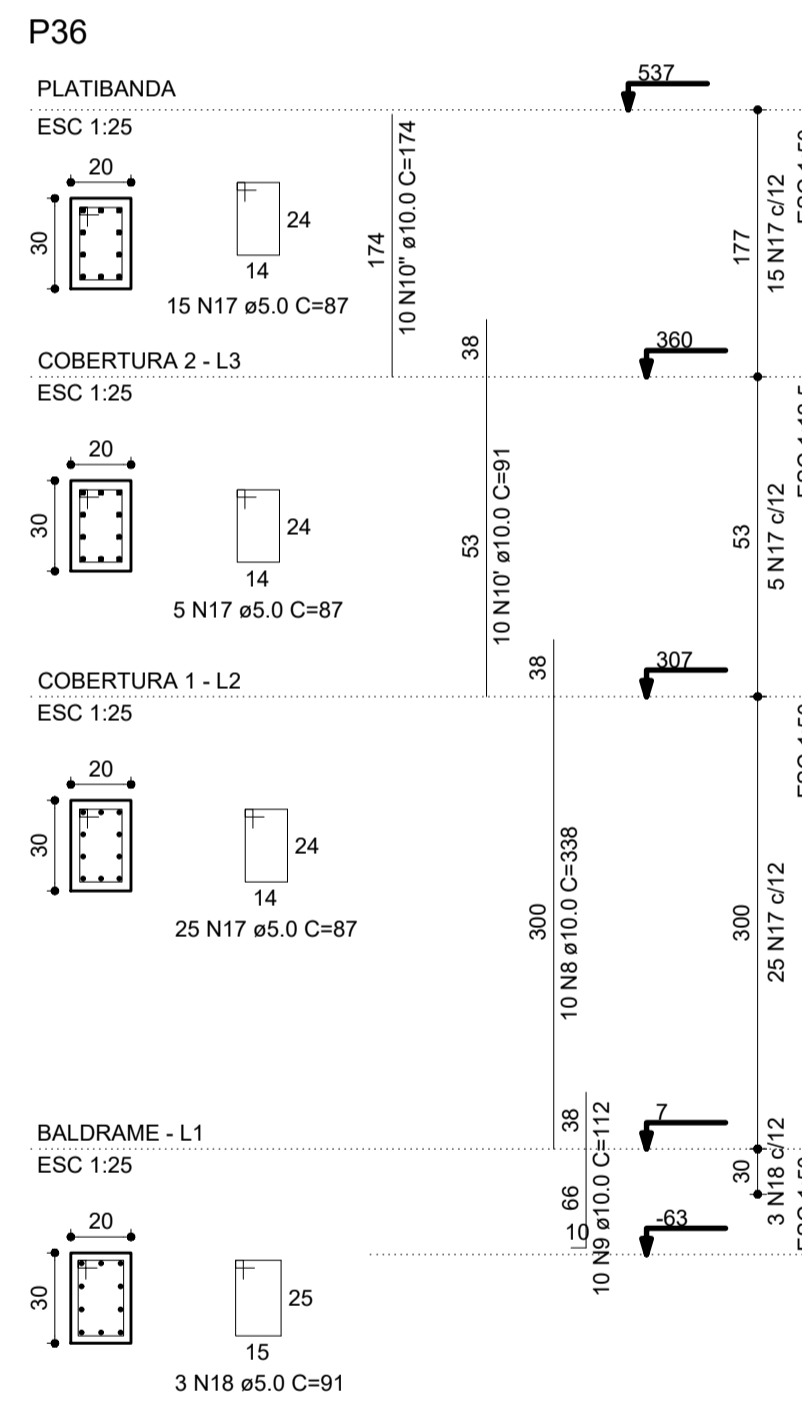 P36
PLATIBANDA
537
ESC 1:25
20
30
24
14
15 N17 ø5.0 C=87
174
10 N10" ø10.0 C=174
177
15 N17 c/12
COBERTURA 2 - L3
360
ESC 1:25
38
20
30
24
14
5 N17 ø5.0 C=87
53
10 N10' ø10.0 C=91
53
5 N17 c/12
COBERTURA 1 - L2
307
ESC 1:25
38
20
30
24
14
25 N17 ø5.0 C=87
300
10 N8 ø10.0 C=338
300
25 N17 c/12
BALDRAME - L1
7
ESC 1:25
38
66
10
10 N9 ø10.0 C=112
30
3 N18 c/12
-63
20
30
25
15
3 N18 ø5.0 C=91